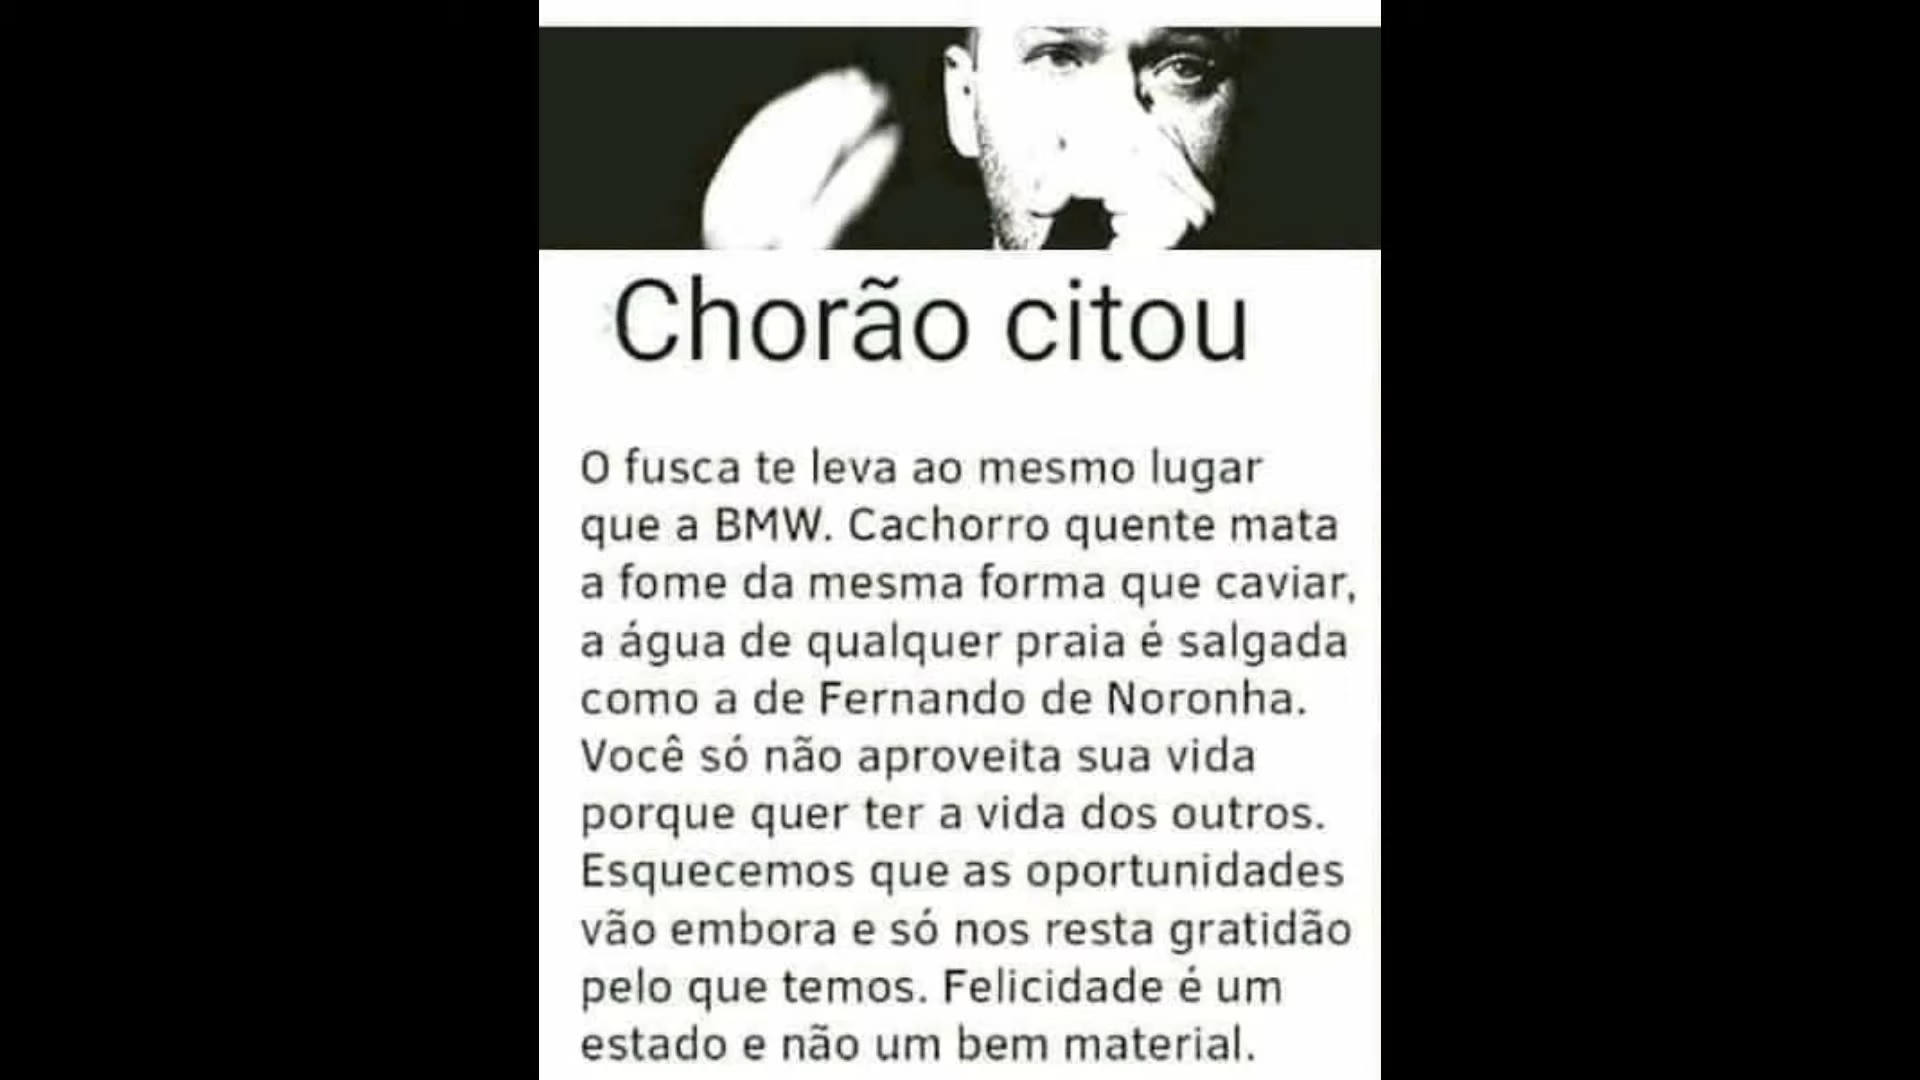 Chorão citou
O fusca te leva ao mesmo lugar
que a BMW. Cachorro quente mata
a fome da mesma forma que caviar,
a água de qualquer praia é salgada
como a de Fernando de Noronha.
Você só não aproveita sua vida
porque quer ter a vida dos outros.
Esquecemos que as oportunidades
vão embora e só nos resta gratidão
pelo que temos. Felicidade é um
estado e não um bem material.